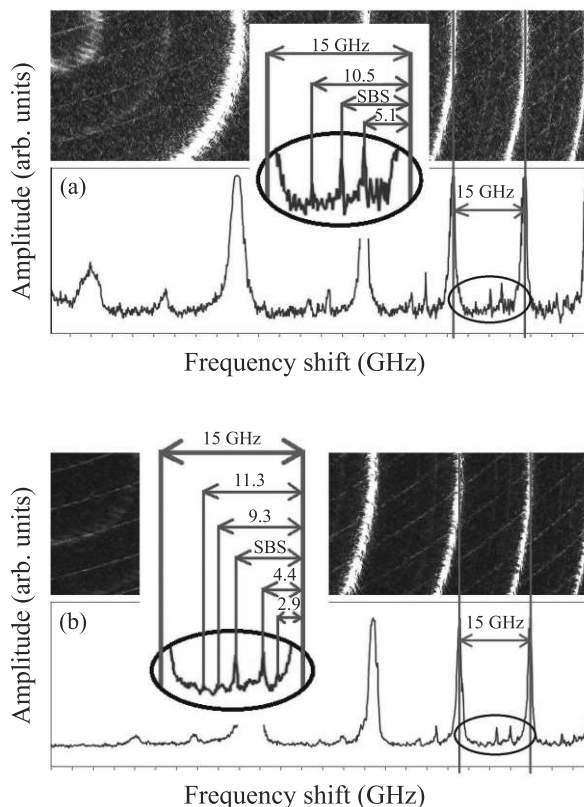 15 GHz
10.5
SBS
5.1
Amplitude (arb. units)
(a)
15 GHz
Frequency shift (GHz)
15 GHz
11.3
9.3
SBS
4.4
2.9
Amplitude (arb. units)
(b)
15 GHz
Frequency shift (GHz)